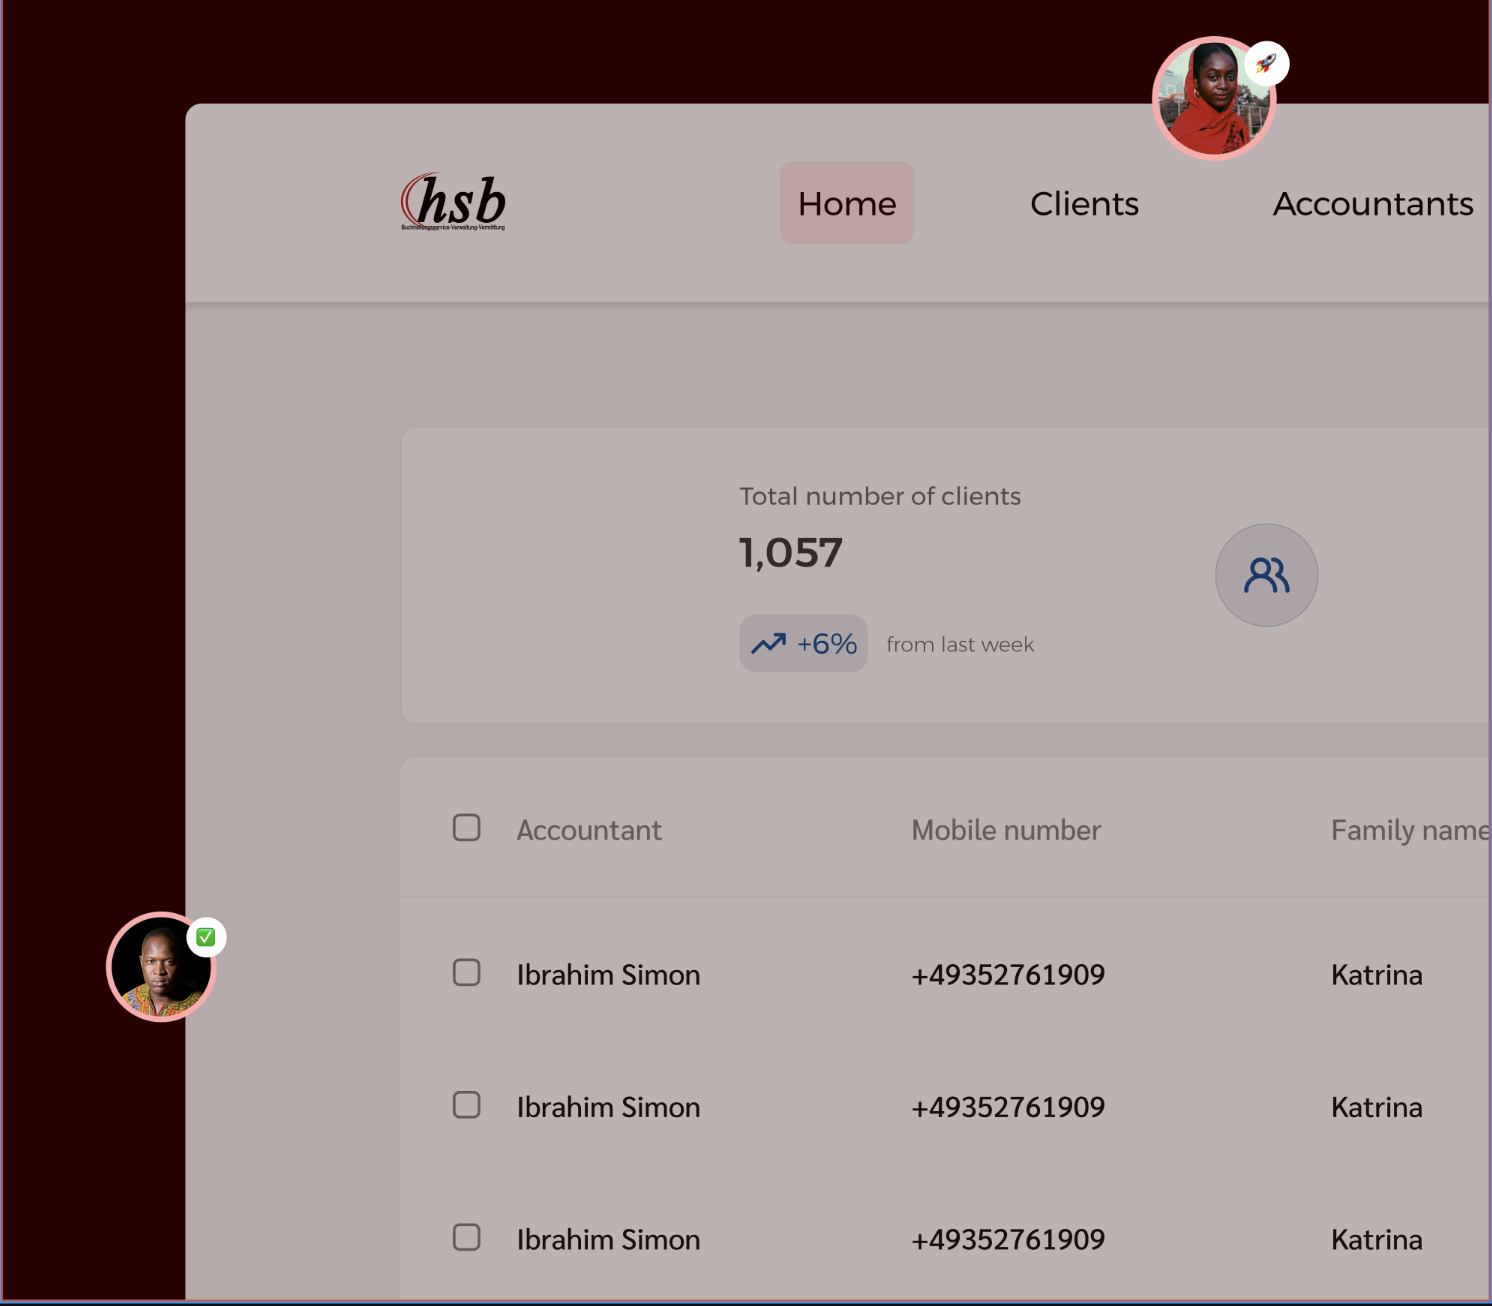 hsb
Buchhaltungsservice-Verwaltung-Vermittlung
Home
Clients
Accountants
Total number of clients
1,057
+6%
from last week
Accountant
Mobile number
Family name
Ibrahim Simon
+49352761909
Katrina
Ibrahim Simon
+49352761909
Katrina
Ibrahim Simon
+49352761909
Katrina